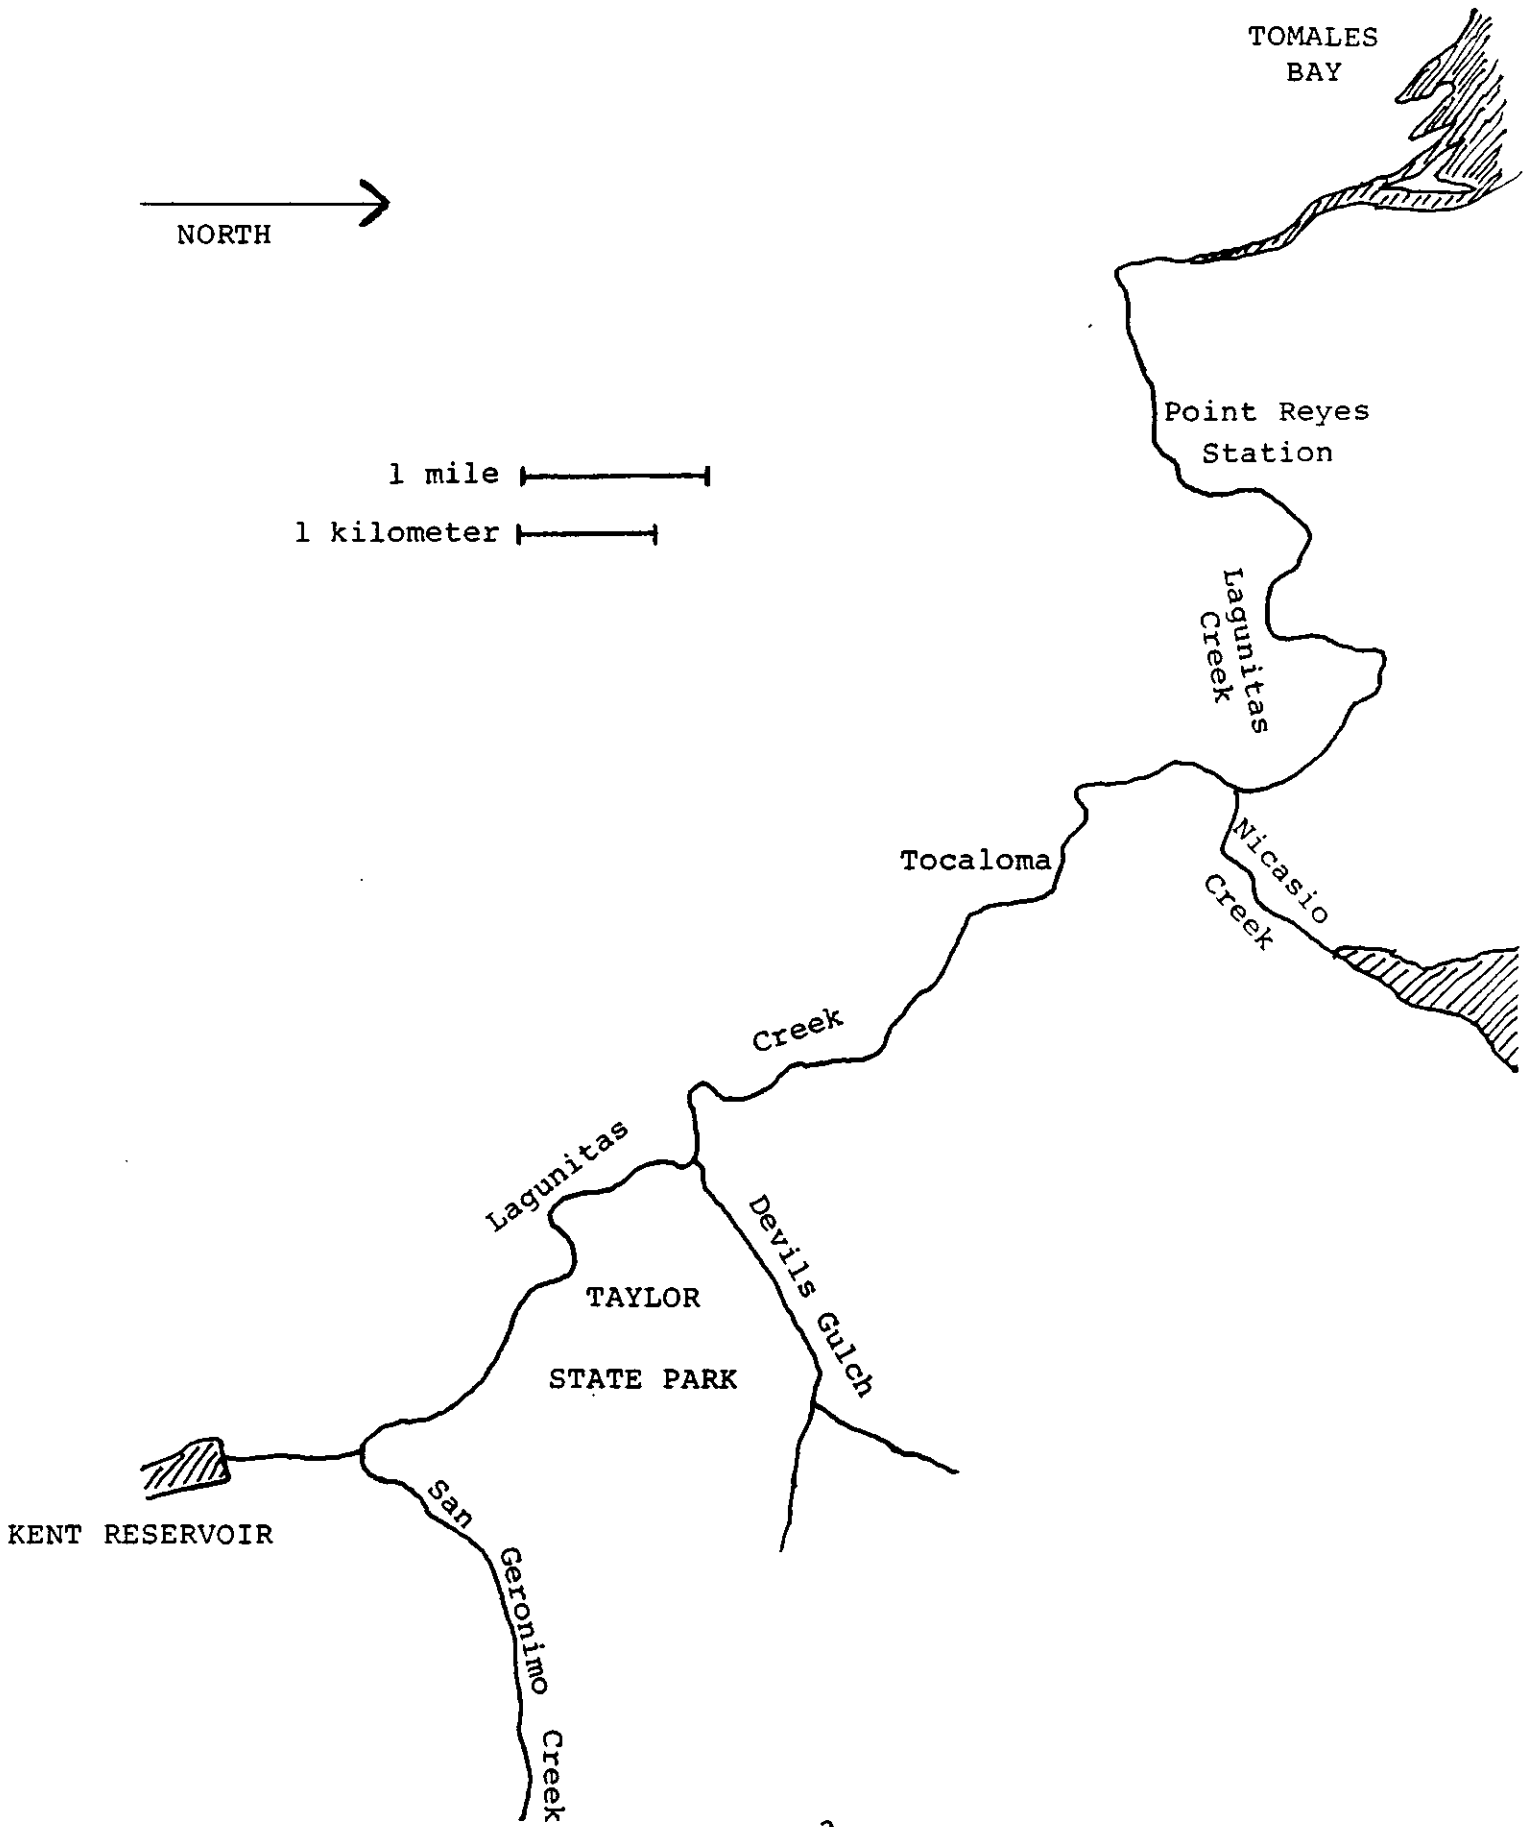 TOMALES
BAY
NORTH
Point Reyes
Station
1 mile
1 kilometer
Lagunitas
Creek
Tocaloma
Nicasio
Creek
Creek
Lagunitas
Devils Gulch
TAYLOR
STATE PARK
San
Geronimo
Creek
KENT RESERVOIR